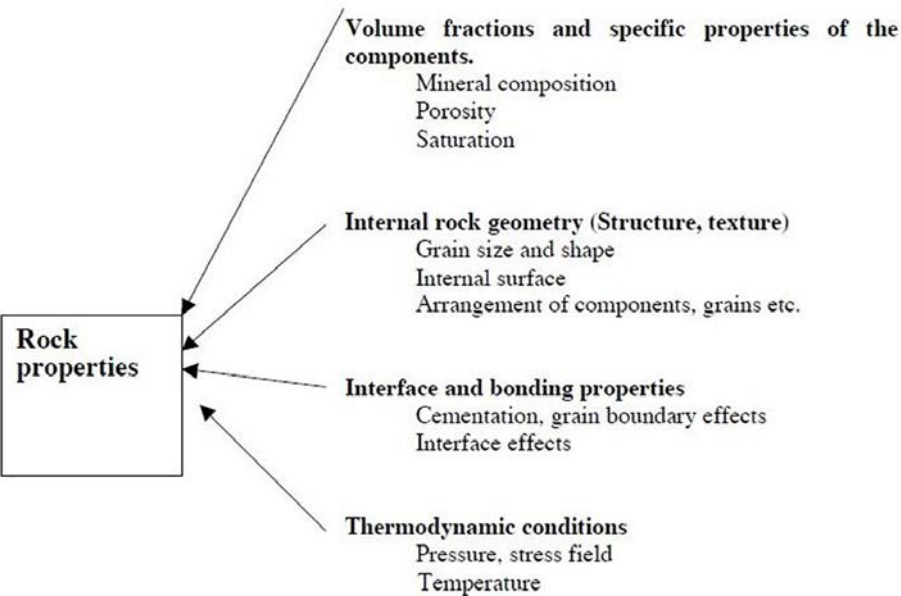 Volume fractions and specific properties of the
components.
Mineral composition
Porosity
Saturation
Internal rock geometry (Structure, texture)
Grain size and shape
Internal surface
Arrangement of components, grains etc.
Rock
properties
Interface and bonding properties
Cementation, grain boundary effects
Interface effects
Thermodynamic conditions
Pressure, stress field
Temperature